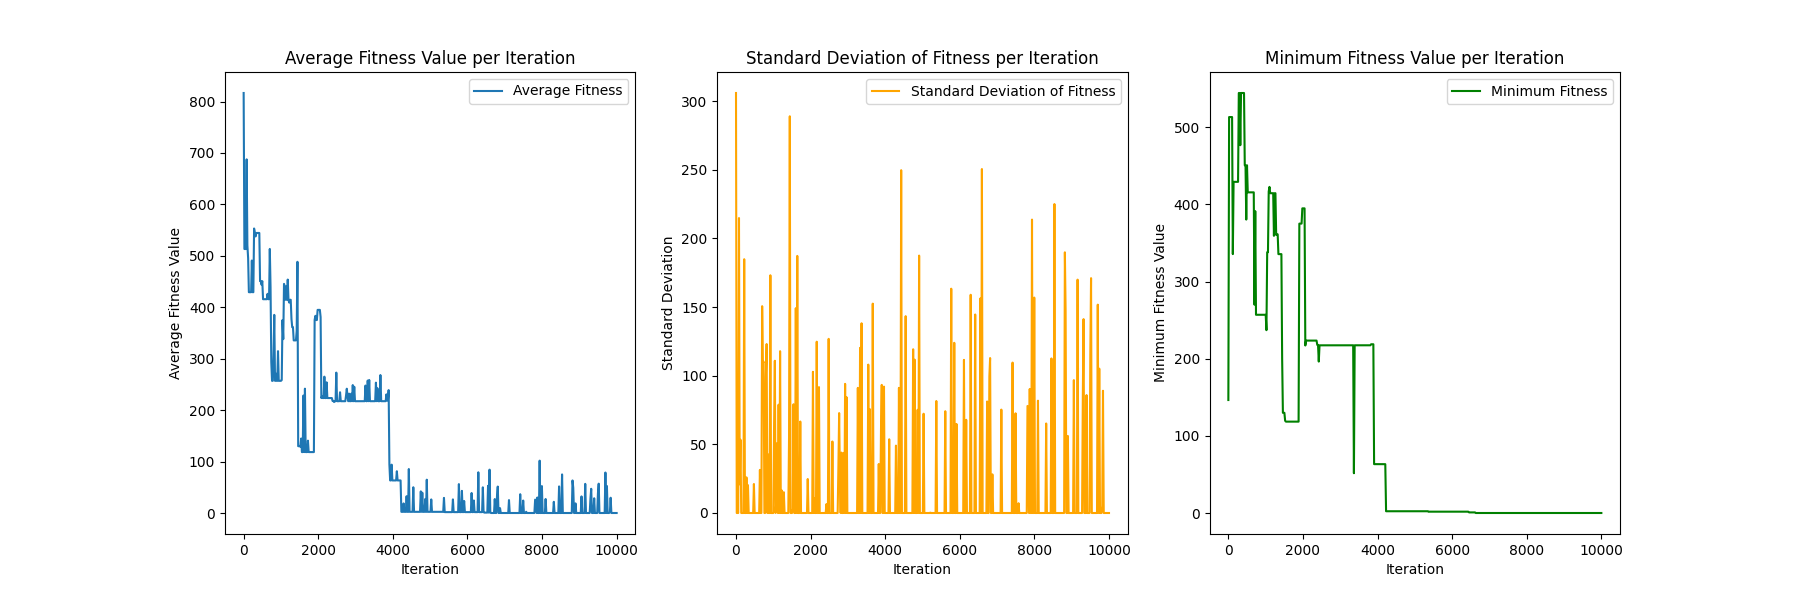 Average Fitness Value per Iteration
Average Fitness
800
700
600
500
400
300
200
100
0
Average Fitness Value
0 2000 4000 6000 8000 10000
Iteration
Standard Deviation of Fitness per Iteration
Standard Deviation of Fitness
300
250
200
150
100
50
0
Standard Deviation
0 2000 4000 6000 8000 10000
Iteration
Minimum Fitness Value per Iteration
Minimum Fitness
500
400
300
200
100
0
Minimum Fitness Value
0 2000 4000 6000 8000 10000
Iteration